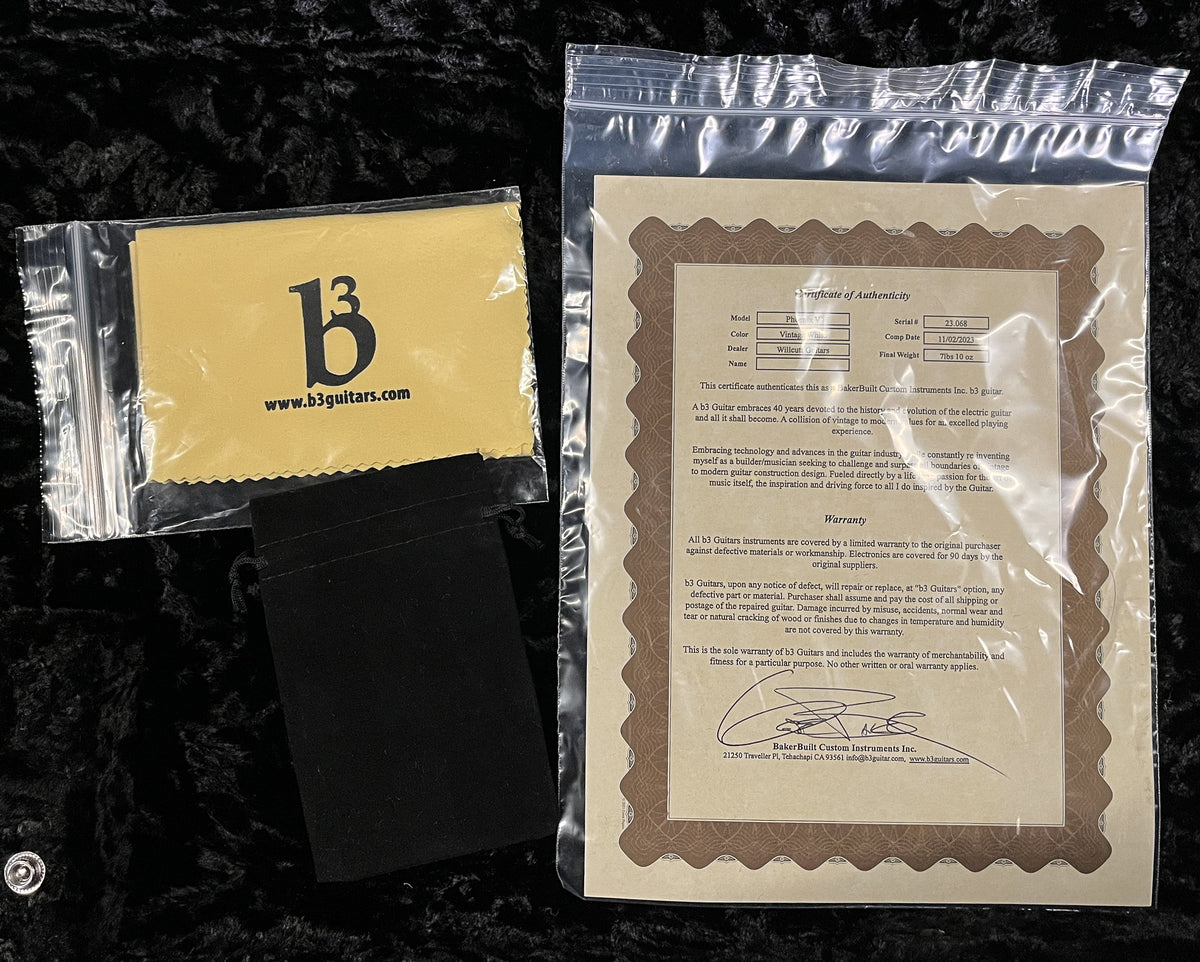 b3
www.b3guitars.com
Certificate of Authenticity
Model
Color Vintage
Dealer Willcutt Guitars
Name
Serial # 23.068
Comp Date 11/02/2023
Final Weight 7lbs 10 oz
This certificate authenticates this as a BakerBuilt Custom Instruments Inc. b3 guitar.
A b3 Guitar embraces 40 years devoted to the history and evolution of the electric guitar
and all it shall become. A collision of vintage to modern values for an excelled playing
experience.
Embracing technology and advances in the guitar industry while constantly re inventing
myself as a builder/musician seeking to challenge and surpass all boundaries of vintage
to modern guitar construction design. Fueled directly by a life passion for the art of
music itself, the inspiration and driving force to all I do inspired by the Guitar.
Warranty
All b3 Guitars instruments are covered by a limited warranty to the original purchaser
against defective materials or workmanship. Electronics are covered for 90 days by the
original suppliers.
b3 Guitars, upon any notice of defect, will repair or replace, at "b3 Guitars" option, any
defective part or material. Purchaser shall assume and pay the cost of all shipping or
postage of the repaired guitar. Damage incurred by misuse, accidents, normal wear and
tear or natural cracking of wood or finishes due to changes in temperature and humidity
are not covered by this warranty.
This is the sole warranty of b3 Guitars and includes the warranty of merchantability and
fitness for a particular purpose. No other written or oral warranty applies.
BakerBuilt Custom Instruments Inc.
21250 Traveller Pl, Tehachapi CA 93561 info@b3guitar.com, www.b3guitars.com